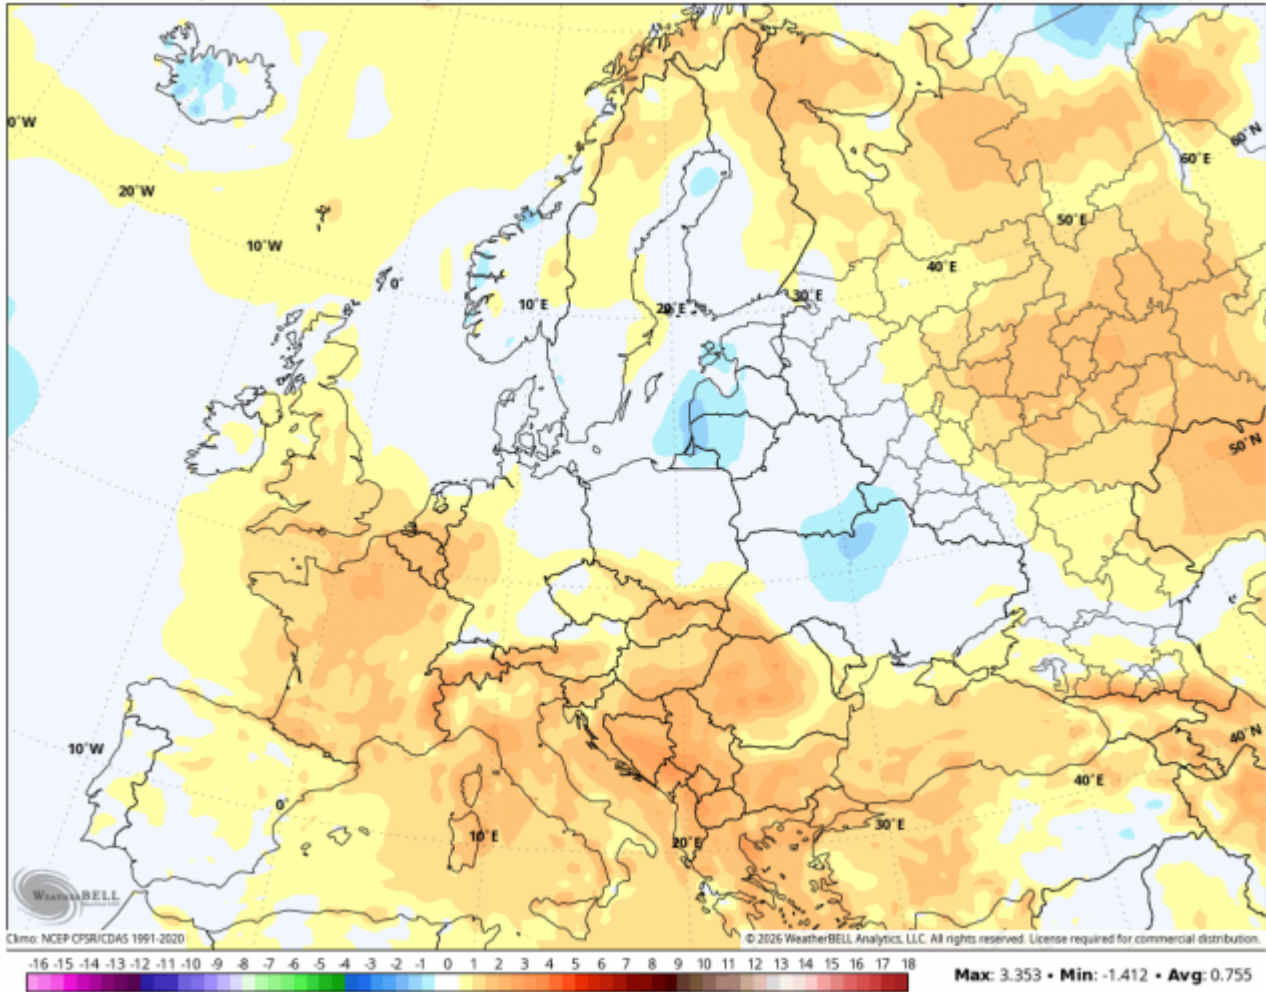 0°W
60°N
60°E
20°W
50°E
10°W
40°E
0°
10°E
20°E
30°E
50°N
10°W
40°N
40°E
0°
10°E
20°E
30°E
WEATHERBELL
Climo: NCEP CFSR/CDAS 1991-2020
© 2026 WeatherBELL Analytics, LLC. All rights reserved. License required for commercial distribution.
-16 -15 -14 -13 -12 -11 -10 -9 -8 -7 -6 -5 -4 -3 -2 -1 0 1 2 3 4 5 6 7 8 9 10 11 12 13 14 15 16 17 18
Max: 3.353 • Min: -1.412 • Avg: 0.755